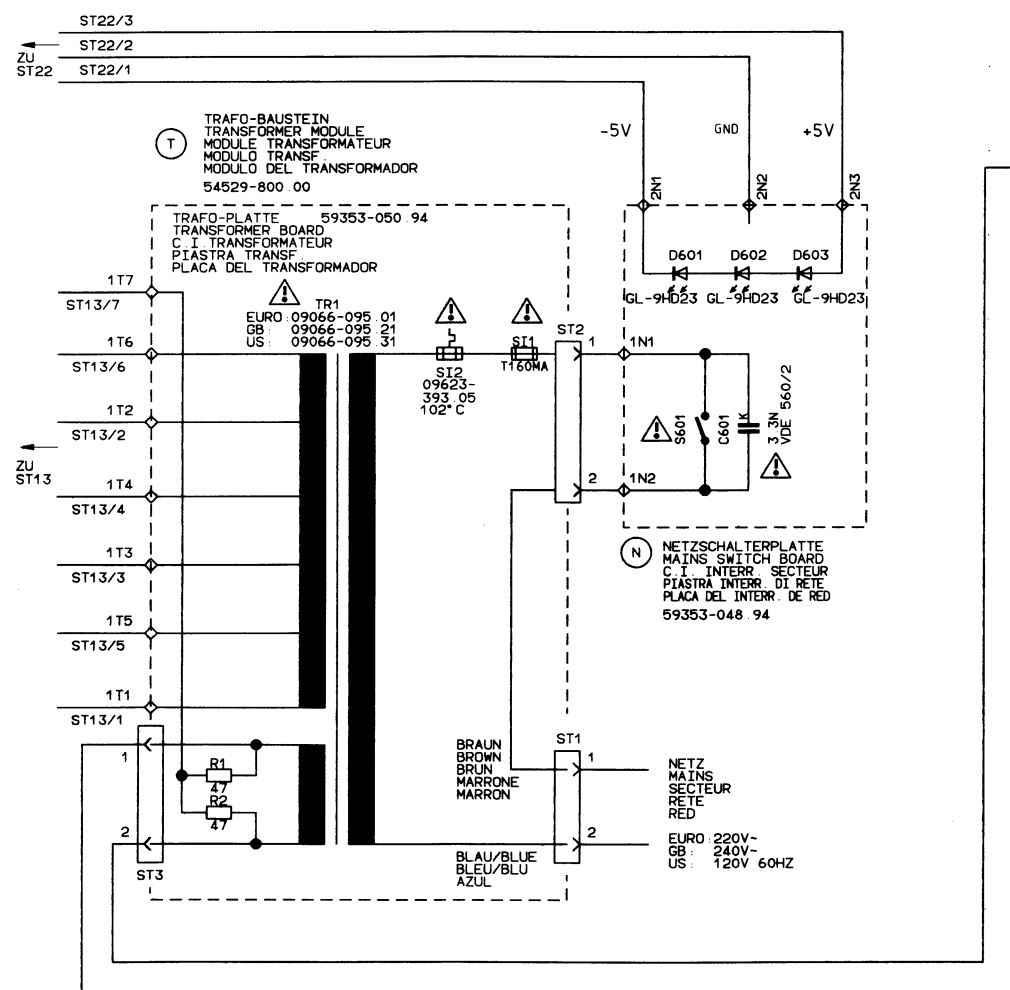 ST22/3
ST22/2
ZU
ST22
ST22/1
T
TRAFO-BAUSTEIN
TRANSFORMER MODULE
MODULE TRANSFORMATEUR
MODULO TRANSF.
MODULO DEL TRANSFORMADOR
54529-800.00
-5V
GND
+5V
2N1
2N2
2N3
TRAFO-PLATTE 59353-050.94
TRANSFORMER BOARD
C.I.TRANSFORMATEUR
PIASTRA TRANSF.
PLACA DEL TRANSFORMADOR
D601
D602
D603
GL-9HD23
GL-9HD23
GL-9HD23
1T7
ST13/7
TR1
EURO:09066-095.01
GB: 09066-095.21
US: 09066-095.31
1T6
ST13/6
SI2
09623-
393.05
102°C
SI1
T160MA
ST2
1
1N1
1T2
ST13/2
ZU
ST13
S601
C601
K
3.3N
VDE 560/2
1T4
ST13/4
2
1N2
1T3
ST13/3
N
NETZSCHALTERPLATTE
MAINS SWITCH BOARD
C.I. INTERR. SECTEUR
PIASTRA INTERR. DI RETE
PLACA DEL INTERR. DE RED
59353-048.94
1T5
ST13/5
1T1
ST13/1
1
R1
47
R2
47
2
ST3
BRAUN
BROWN
BRUN
MARRONE
MARRON
ST1
1
NETZ
MAINS
SECTEUR
RETE
RED
2
EURO:220V~
GB: 240V~
US: 120V 60HZ
BLAU/BLUE
BLEU/BLU
AZUL